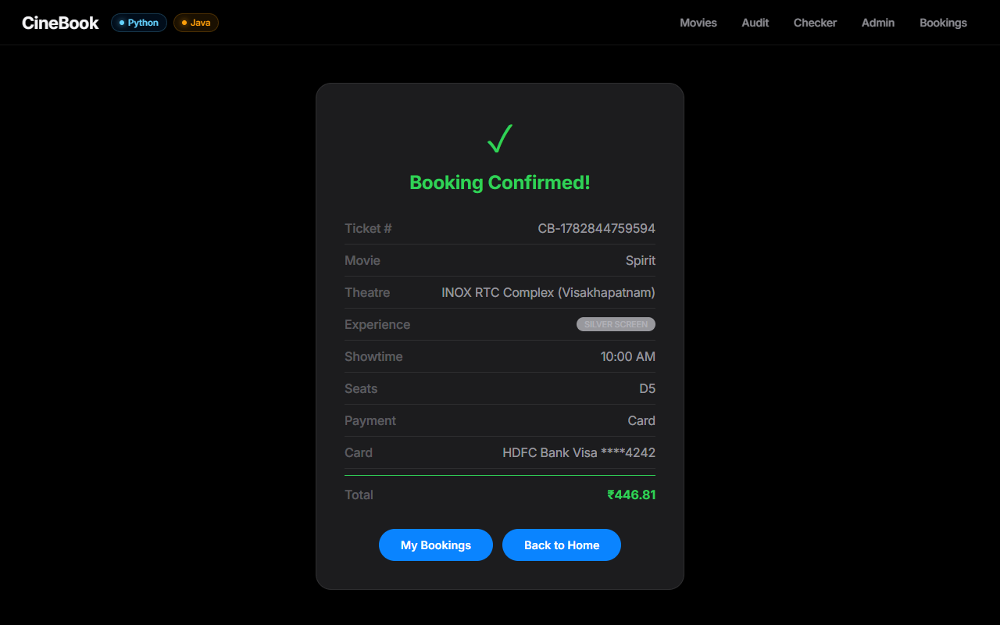 CineBook Python Java Movies Audit Checker Admin Bookings
✓
Booking Confirmed!
Ticket # CB-1782844759594
Movie Spirit
Theatre INOX RTC Complex (Visakhapatnam)
Experience SILVER SCREEN
Showtime 10:00 AM
Seats D5
Payment Card
Card HDFC Bank Visa ****4242
Total ₹446.81
My Bookings Back to Home